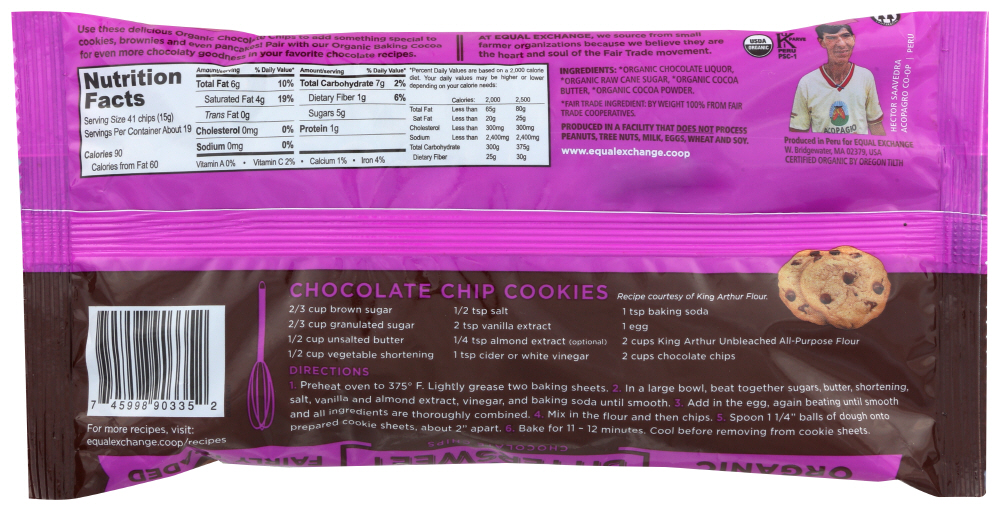 Use these delicious Organic Chocolate Chips to add something special to
cookies, brownies and even pancakes! Pair with our Organic Baking Cocoa
for even more chocolaty goodness in your favorite chocolate recipes.
AT EQUAL EXCHANGE, we source from small
farmer organizations because we believe they are
the heart and soul of the Fair Trade movement.
USDA
ORGANIC
K
PARVE
PERU
PSC-1
Nutrition
Facts
Serving Size 41 chips (15g)
Servings Per Container About 19
Calories 90
Calories from Fat 60
Amount/serving % Daily Value*
Total Fat 6g 10%
Saturated Fat 4g 19%
Trans Fat 0g
Cholesterol 0mg 0%
Sodium 0mg 0%
Amount/serving % Daily Value*
Total Carbohydrate 7g 2%
Dietary Fiber 1g 6%
Sugars 5g
Protein 1g
Vitamin A 0% • Vitamin C 2% • Calcium 1% • Iron 4%
*Percent Daily Values are based on a 2,000 calorie
diet. Your daily values may be higher or lower
depending on your calorie needs:
Calories: 2,000 2,500
Total Fat Less than 65g 80g
Sat Fat Less than 20g 25g
Cholesterol Less than 300mg 300mg
Sodium Less than 2,400mg 2,400mg
Total Carbohydrate 300g 375g
Dietary Fiber 25g 30g
INGREDIENTS: *ORGANIC CHOCOLATE LIQUOR,
*ORGANIC RAW CANE SUGAR, *ORGANIC COCOA
BUTTER, *ORGANIC COCOA POWDER.
*FAIR TRADE INGREDIENT: BY WEIGHT 100% FROM FAIR
TRADE COOPERATIVES.
PRODUCED IN A FACILITY THAT DOES NOT PROCESS
PEANUTS, TREE NUTS, MILK, EGGS, WHEAT AND SOY.
www.equalexchange.coop
ACOPAGRO
HECTOR SAAVEDRA
ACOPAGRO CO-OP | PERU
Produced in Peru for EQUAL EXCHANGE
W. Bridgewater, MA 02379, USA
CERTIFIED ORGANIC BY OREGON TILTH
CHOCOLATE CHIP COOKIES Recipe courtesy of King Arthur Flour.
2/3 cup brown sugar
2/3 cup granulated sugar
1/2 cup unsalted butter
1/2 cup vegetable shortening
1/2 tsp salt
2 tsp vanilla extract
1/4 tsp almond extract (optional)
1 tsp cider or white vinegar
1 tsp baking soda
1 egg
2 cups King Arthur Unbleached All-Purpose Flour
2 cups chocolate chips
DIRECTIONS
1. Preheat oven to 375° F. Lightly grease two baking sheets. 2. In a large bowl, beat together sugars, butter, shortening,
salt, vanilla and almond extract, vinegar, and baking soda until smooth. 3. Add in the egg, again beating until smooth
and all ingredients are thoroughly combined. 4. Mix in the flour and then chips. 5. Spoon 1 1/4" balls of dough onto
prepared cookie sheets, about 2" apart. 6. Bake for 11 – 12 minutes. Cool before removing from cookie sheets.
7 45998 90335 2
For more recipes, visit:
equalexchange.coop/recipes
ORGANIC
BITTERSWEET
CHOCOLATE CHIPS
FAIRLY TRADED